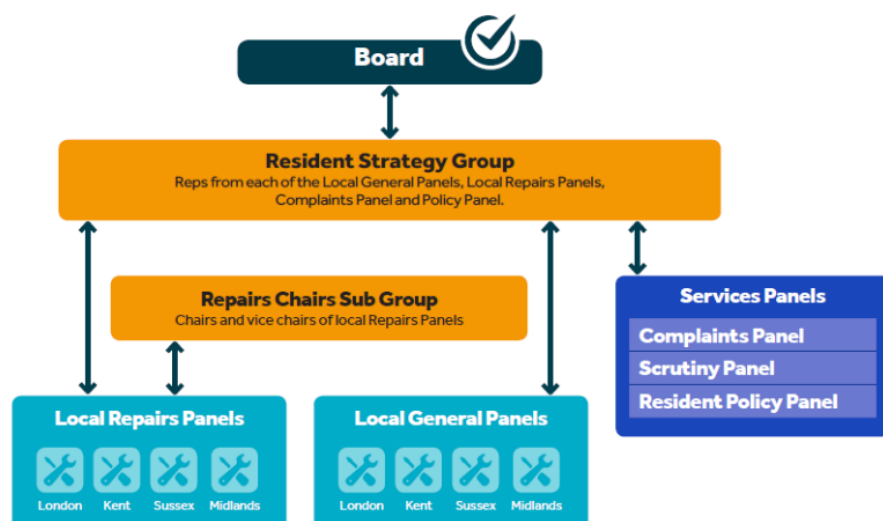 Board
Resident Strategy Group
Reps from each of the Local General Panels, Local Repairs Panels,
Complaints Panel and Policy Panel.
Repairs Chairs Sub Group
Chairs and vice chairs of local Repairs Panels
Services Panels
Complaints Panel
Scrutiny Panel
Resident Policy Panel
Local Repairs Panels
London Kent Sussex Midlands
Local General Panels
London Kent Sussex Midlands